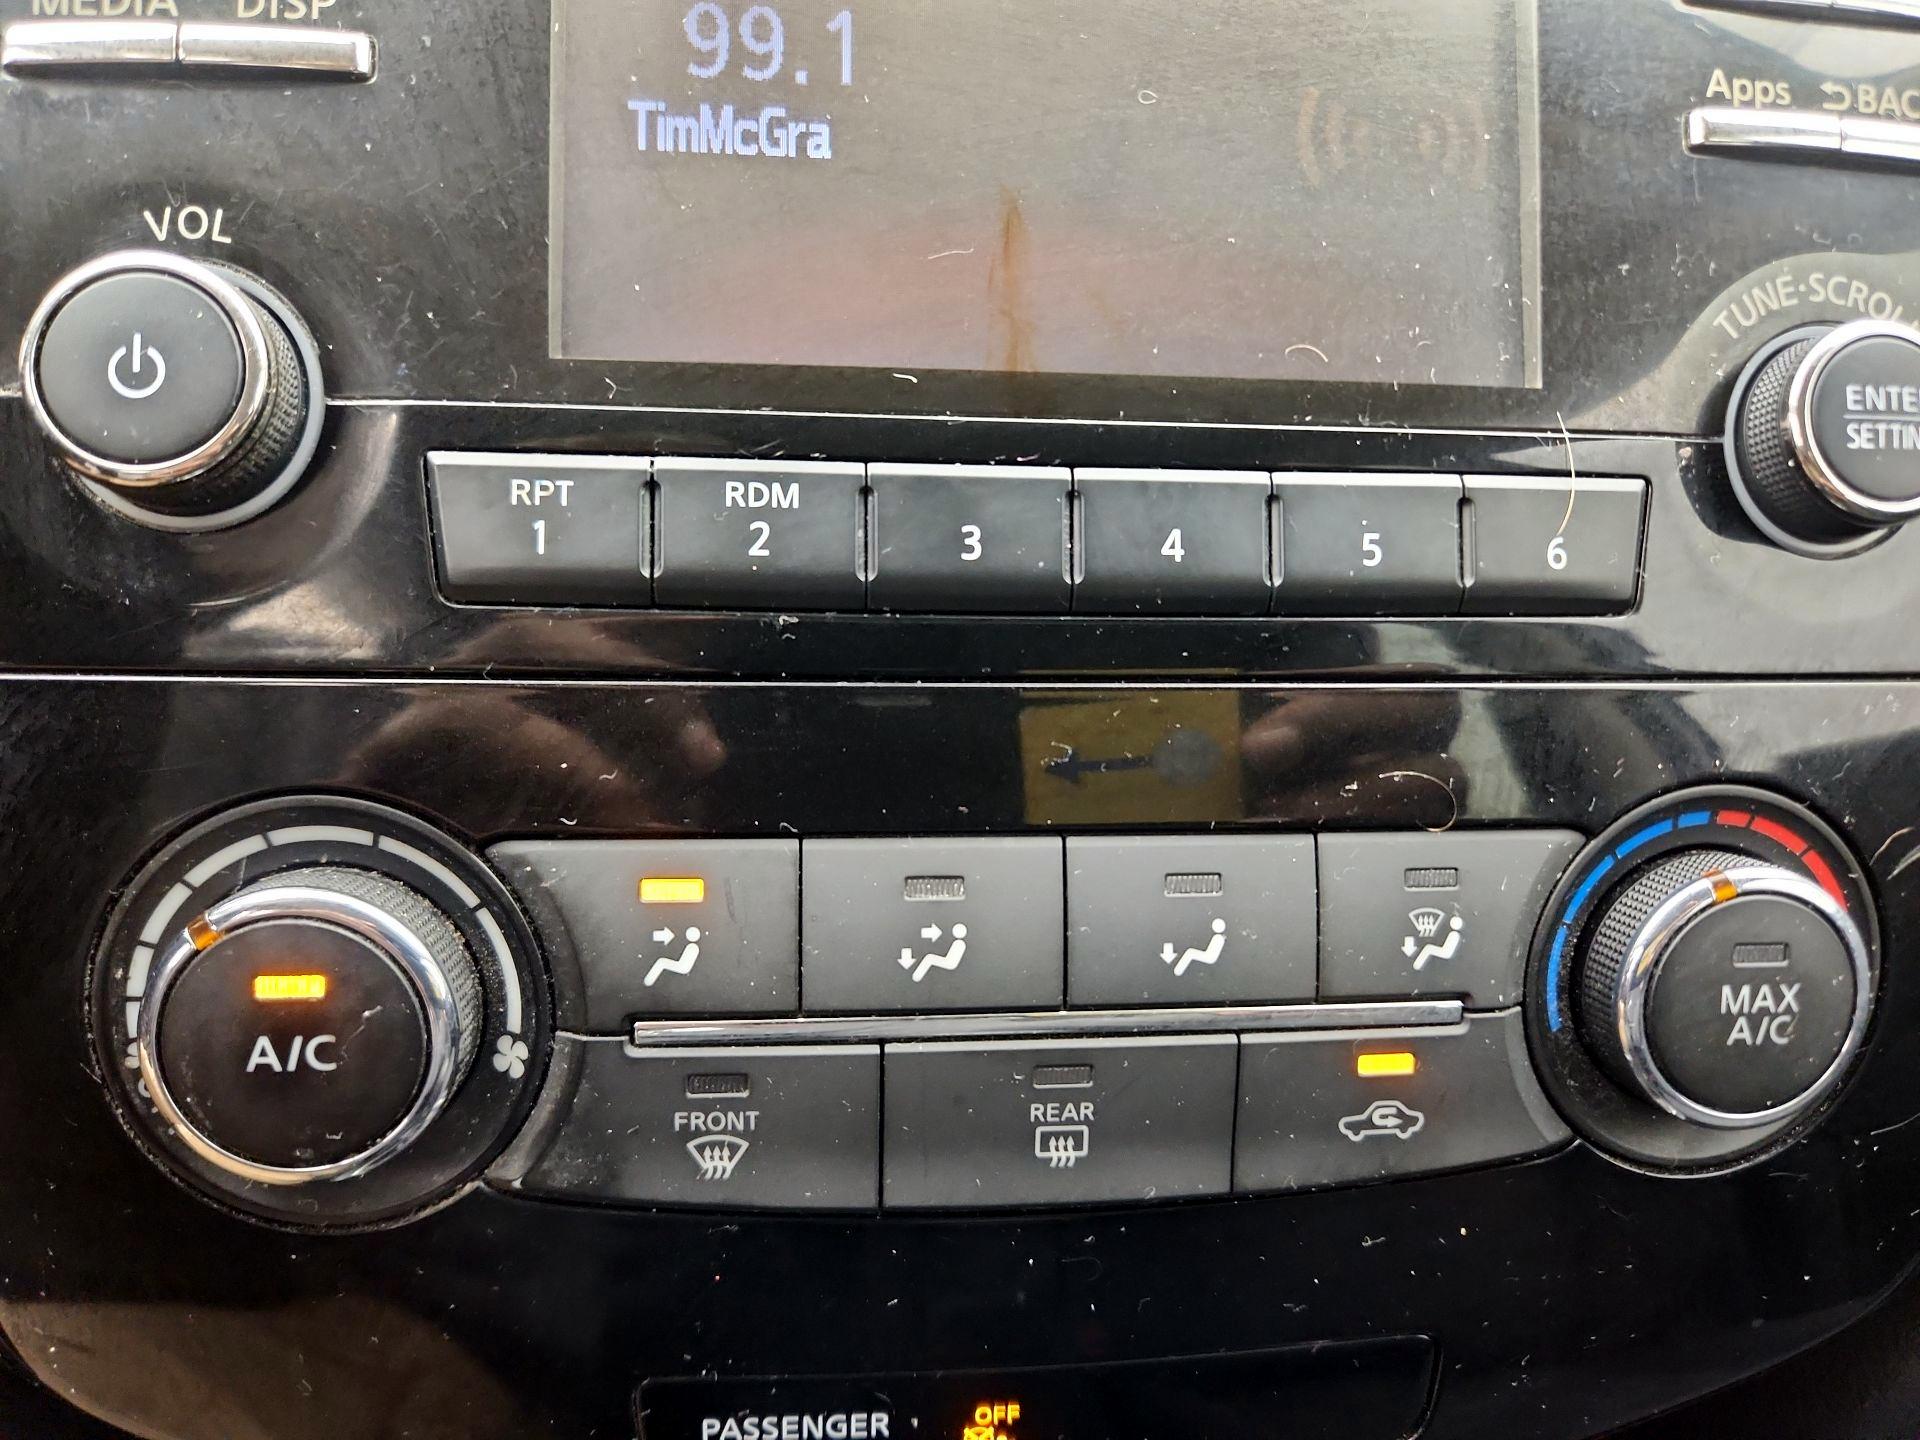 MEDIA DISP
99.1
TimMcGra
Apps BAC
VOL
TUNE·SCROLL
ENTE
SETTIN
RPT
1
RDM
2
3
4
5
6
A/C
MAX
A/C
FRONT
REAR
PASSENGER
OFF